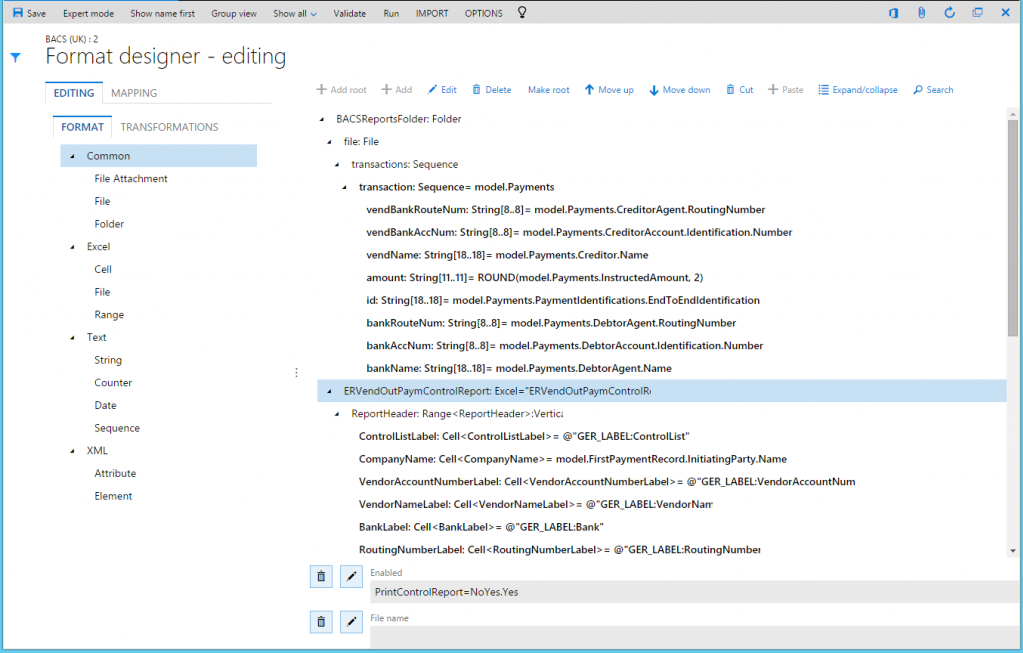 Save Expert mode Show name first Group view Show all Validate Run IMPORT OPTIONS
BACS (UK) : 2
Format designer - editing
EDITING MAPPING
FORMAT TRANSFORMATIONS
Common
File Attachment
File
Folder
Excel
Cell
File
Range
Text
String
Counter
Date
Sequence
XML
Attribute
Element
Add root Add Edit Delete Make root Move up Move down Cut Paste Expand/collapse Search
BACSReportsFolder: Folder
file: File
transactions: Sequence
transaction: Sequence= model.Payments
vendBankRouteNum: String[8..8]= model.Payments.CreditorAgent.RoutingNumber
vendBankAccNum: String[8..8]= model.Payments.CreditorAccount.Identification.Number
vendName: String[18..18]= model.Payments.Creditor.Name
amount: String[11..11]= ROUND(model.Payments.InstructedAmount, 2)
id: String[18..18]= model.Payments.PaymentIdentifications.EndToEndIdentification
bankRouteNum: String[8..8]= model.Payments.DebtorAgent.RoutingNumber
bankAccNum: String[8..8]= model.Payments.DebtorAccount.Identification.Number
bankName: String[18..18]= model.Payments.DebtorAgent.Name
ERVendOutPaymControlReport: Excel="ERVendOutPaymControlRe
ReportHeader: Range<ReportHeader>:Vertica
ControlListLabel: Cell<ControlListLabel>= @"GER_LABEL:ControlList"
CompanyName: Cell<CompanyName>= model.FirstPaymentRecord.InitiatingParty.Name
VendorAccountNumberLabel: Cell<VendorAccountNumberLabel>= @"GER_LABEL:VendorAccountNum
VendorNameLabel: Cell<VendorNameLabel>= @"GER_LABEL:VendorNam
BankLabel: Cell<BankLabel>= @"GER_LABEL:Bank"
RoutingNumberLabel: Cell<RoutingNumberLabel>= @"GER_LABEL:RoutingNumber
Enabled
PrintControlReport=NoYes.Yes
File name